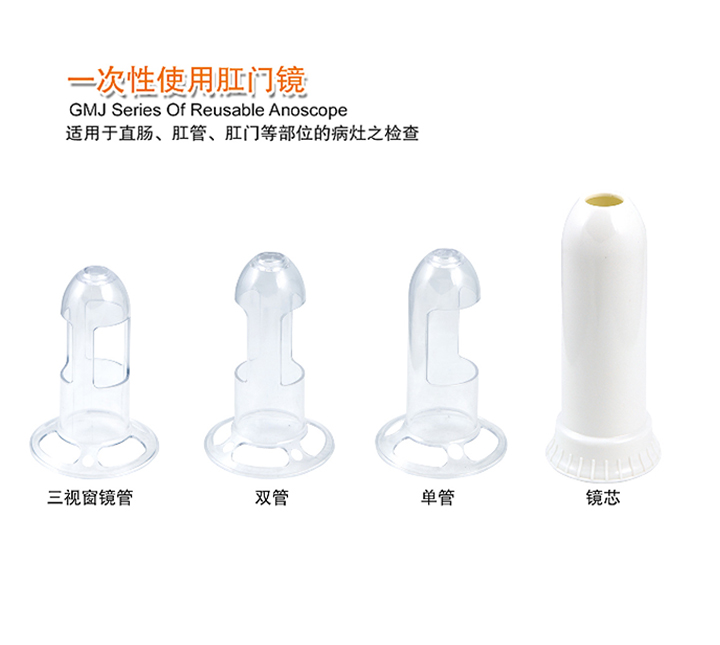 一次性使用肛门镜
GMJ Series Of Reusable Anoscope
适用于直肠、肛管、肛门等部位的病灶之检查
三视窗镜管
双管
单管
镜芯